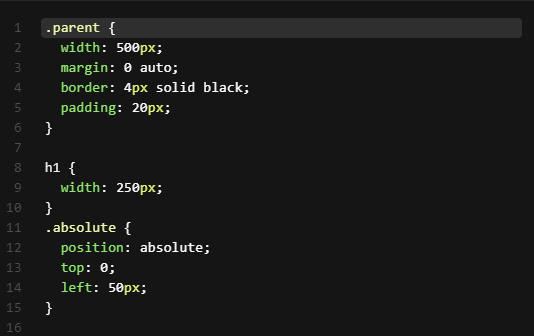 1 .parent {
2 width: 500px;
3 margin: 0 auto;
4 border: 4px solid black;
5 padding: 20px;
6 }
7
8 h1 {
9 width: 250px;
10 }
11 .absolute {
12 position: absolute;
13 top: 0;
14 left: 50px;
15 }
16